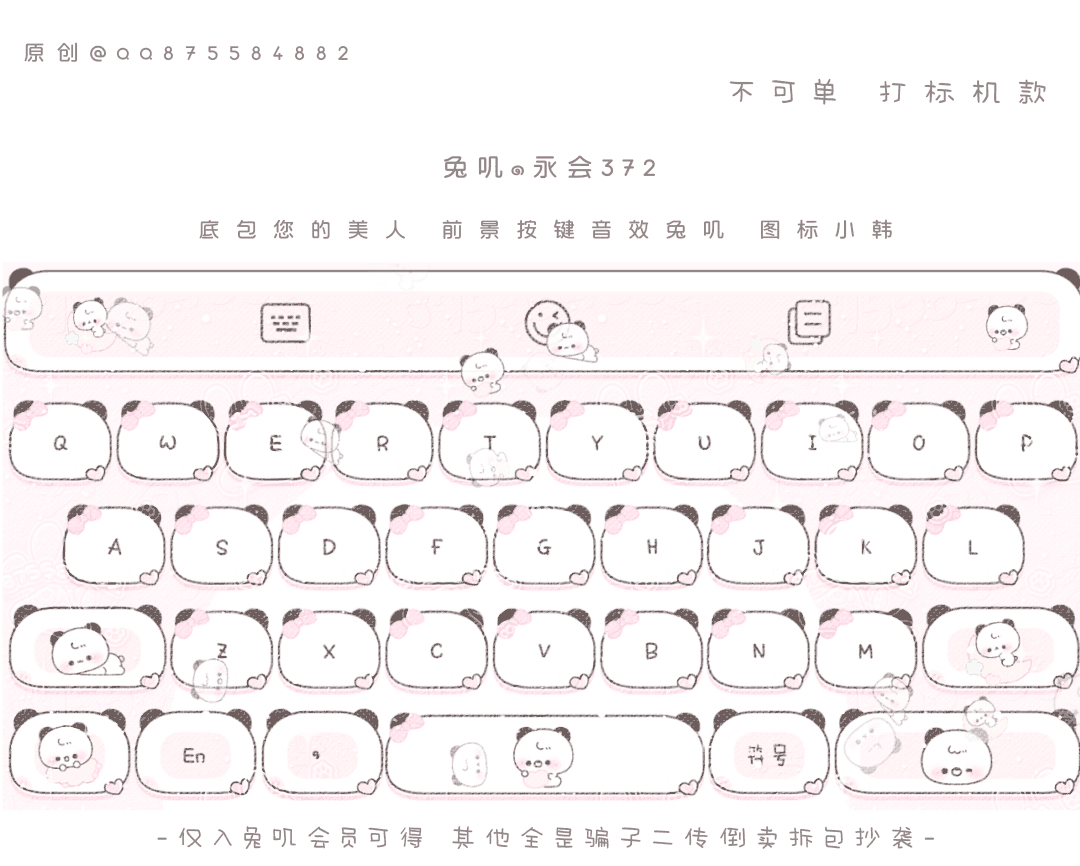 原创@QQ875584882
不可单 打标机款
兔叽๑永会372
底包您的美人 前景按键音效兔叽 图标小韩
Q W E R T Y U I O P
A S D F G H J K L
Z X C V B N M
En , 符号
-仅入兔叽会员可得 其他全是骗子二传倒卖拆包抄袭-